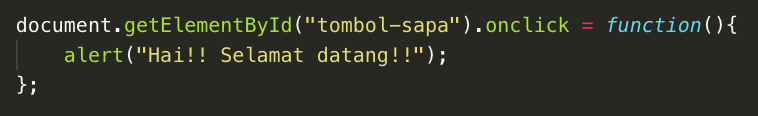 document.getElementById("tombol-sapa").onclick = function(){
    alert("Hai!! Selamat datang!!");
};